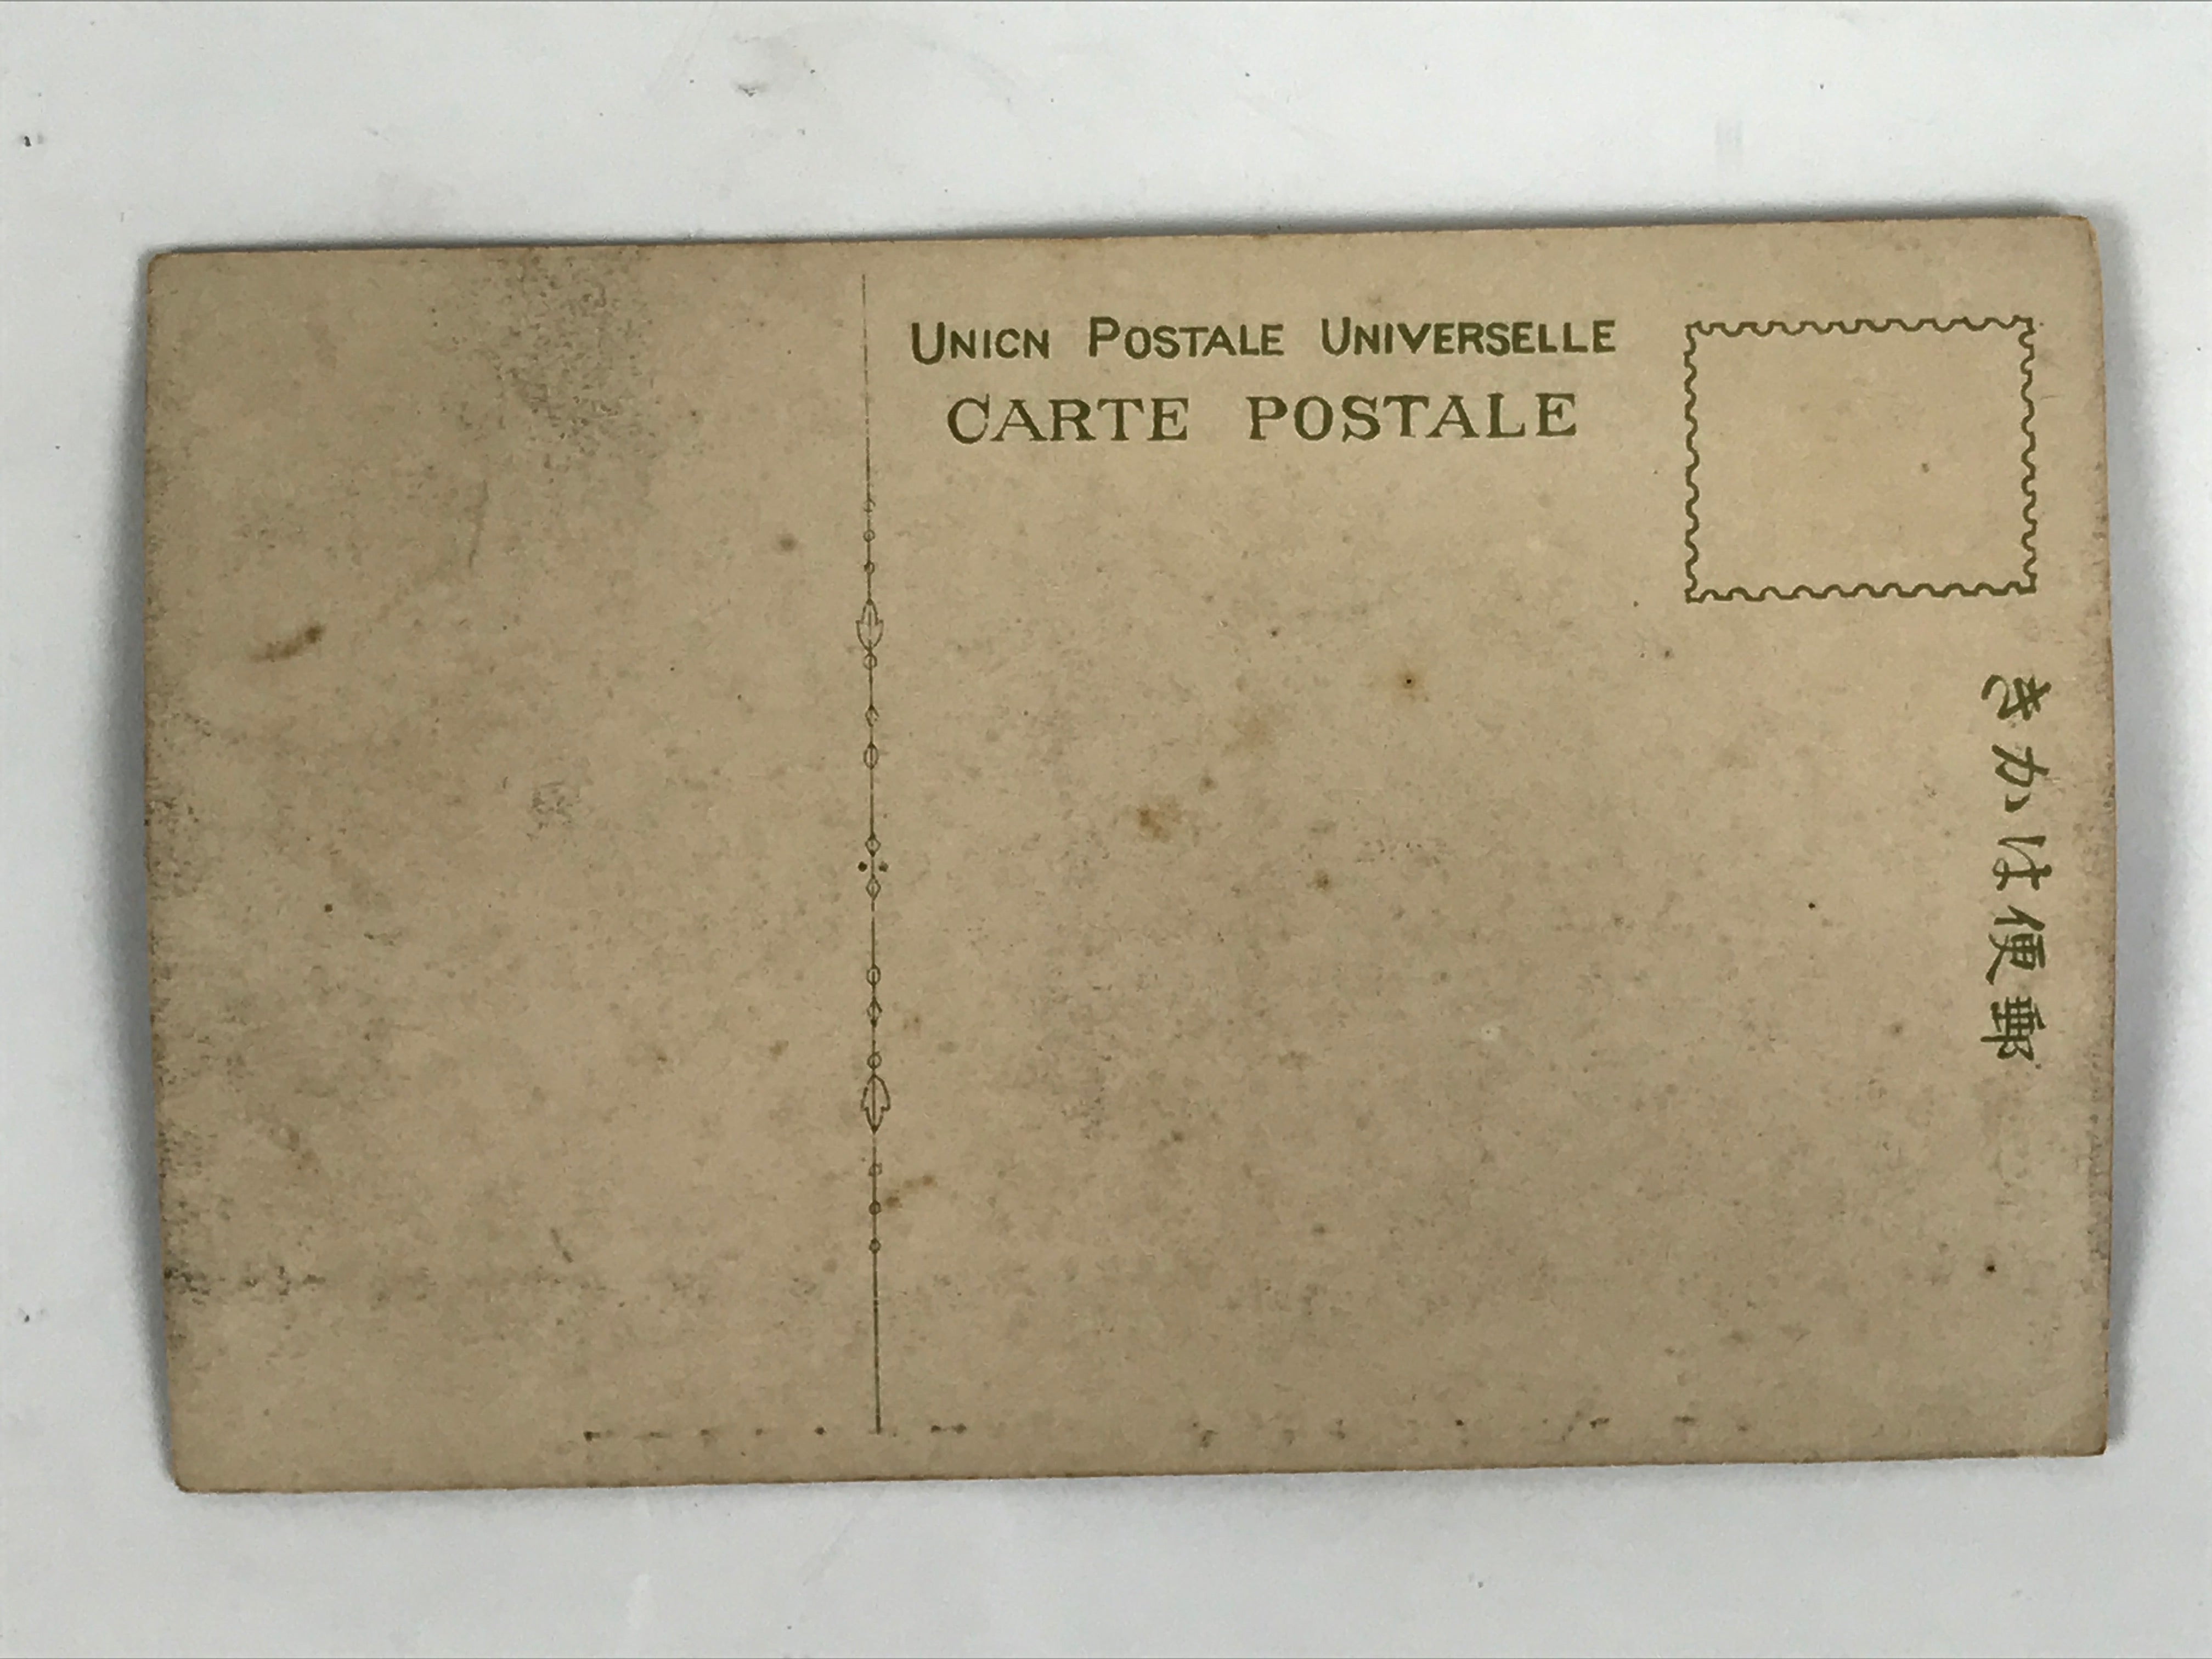 UNICN POSTALE UNIVERSELLE
CARTE POSTALE
郵便はかき